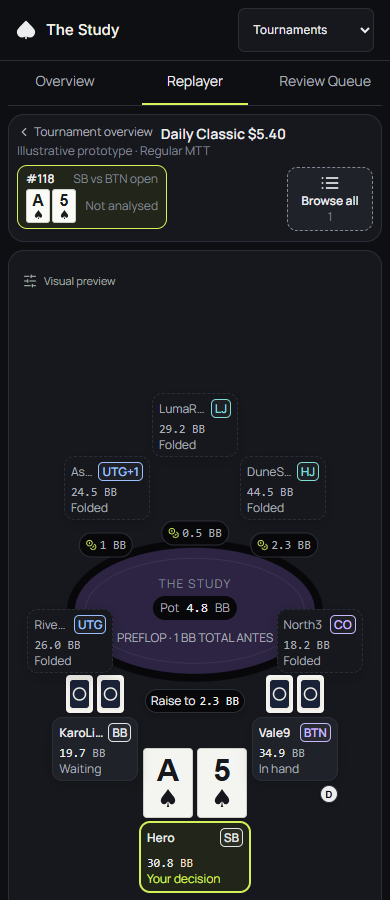 The Study
Tournaments
Overview
Replayer
Review Queue
Tournament overview
Daily Classic $5.40
Illustrative prototype · Regular MTT
#118
SB vs BTN open
A
5
Not analysed
Browse all
1
Visual preview
LumaR...
LJ
29.2 BB
Folded
As...
UTG+1
24.5 BB
Folded
DuneS...
HJ
44.5 BB
Folded
1 BB
0.5 BB
2.3 BB
THE STUDY
Pot 4.8 BB
PREFLOP · 1 BB TOTAL ANTES
Rive...
UTG
26.0 BB
Folded
North3
CO
18.2 BB
Folded
Raise to 2.3 BB
KaroLi...
BB
19.7 BB
Waiting
Vale9
BTN
34.9 BB
In hand
D
A
5
Hero
SB
30.8 BB
Your decision